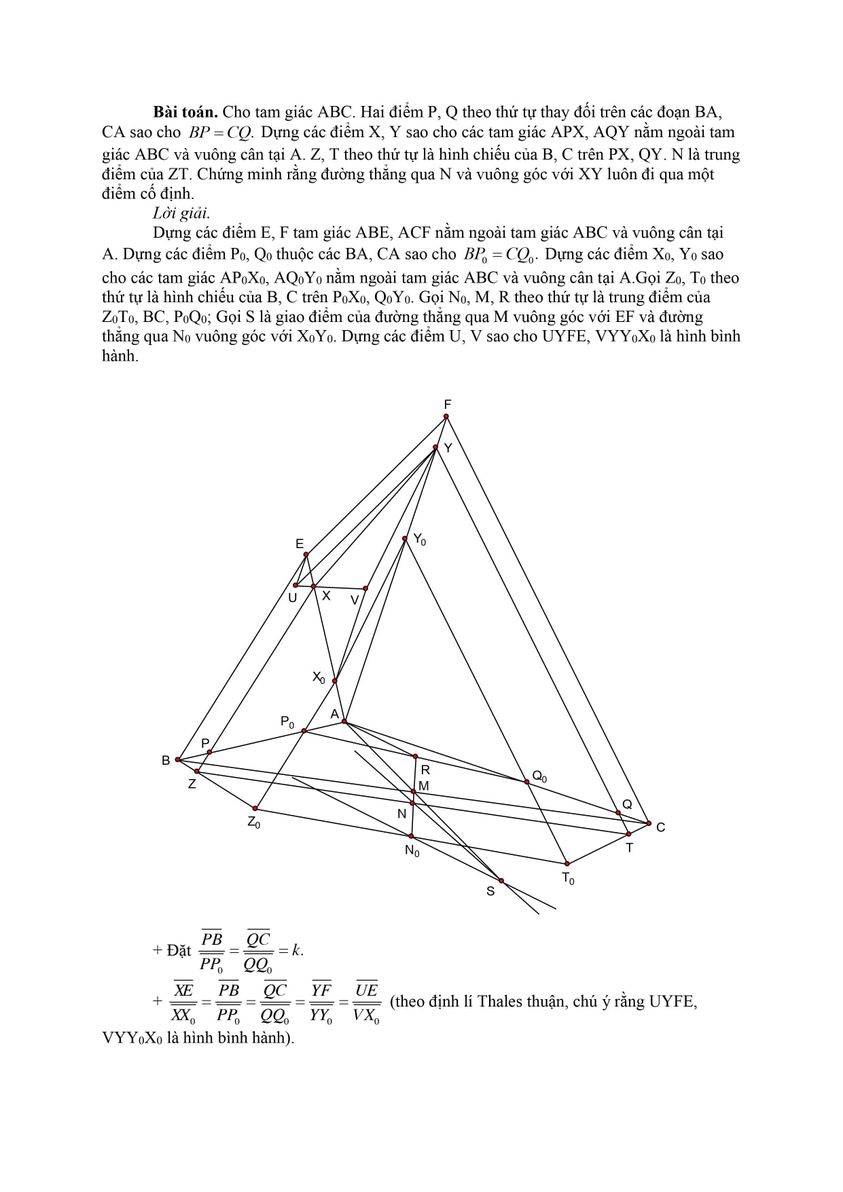 Bài toán. Cho tam giác ABC. Hai điểm P, Q theo thứ tự thay đổi trên các đoạn BA,
CA sao cho BP = CQ. Dựng các điểm X, Y sao cho các tam giác APX, AQY nằm ngoài tam
giác ABC và vuông cân tại A. Z, T theo thứ tự là hình chiếu của B, C trên PX, QY. N là trung
điểm của ZT. Chứng minh rằng đường thẳng qua N và vuông góc với XY luôn đi qua một
điểm cố định.
Lời giải.
Dựng các điểm E, F tam giác ABE, ACF nằm ngoài tam giác ABC và vuông cân tại
A. Dựng các điểm P₀, Q₀ thuộc các BA, CA sao cho BP₀ = CQ₀. Dựng các điểm X₀, Y₀ sao
cho các tam giác AP₀X₀, AQ₀Y₀ nằm ngoài tam giác ABC và vuông cân tại A.Gọi Z₀, T₀ theo
thứ tự là hình chiếu của B, C trên P₀X₀, Q₀Y₀. Gọi N₀, M, R theo thứ tự là trung điểm của
Z₀T₀, BC, P₀Q₀; Gọi S là giao điểm của đường thẳng qua M vuông góc với EF và đường
thẳng qua N₀ vuông góc với X₀Y₀. Dựng các điểm U, V sao cho UYFE, VYY₀X₀ là hình bình
hành.
F
Y
E
Y₀
U X V
X₀
P₀ A
P
B
R
Z
M
Q₀
Q
N
C
Z₀
T
N₀
T₀
S
+ Đặt \frac{\overline{PB}}{\overline{PP_0}} = \frac{\overline{QC}}{\overline{QQ_0}} = k.
+ \frac{\overline{XE}}{\overline{XX_0}} = \frac{\overline{PB}}{\overline{PP_0}} = \frac{\overline{QC}}{\overline{QQ_0}} = \frac{\overline{YF}}{\overline{YY_0}} = \frac{\overline{UE}}{\overline{VX_0}} (theo định lí Thales thuận, chú ý rằng UYFE,
VYY₀X₀ là hình bình hành).